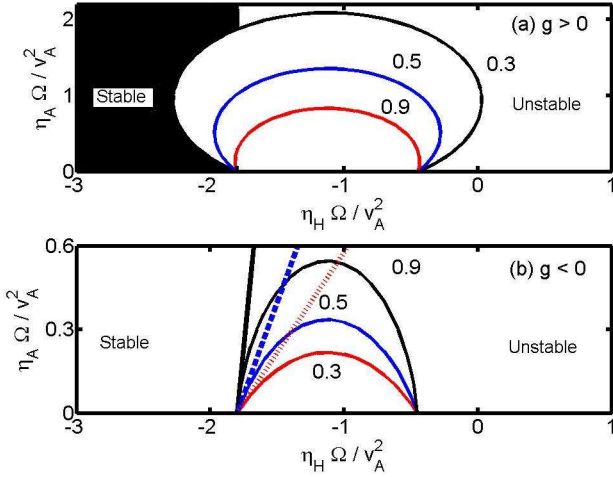 (a) g > 0
η_A Ω / v_A^2
2
1
0
0.3
0.5
0.9
Stable
Unstable
-3 -2 -1 0 1
η_H Ω / v_A^2
(b) g < 0
η_A Ω / v_A^2
0.6
0.3
0
0.9
0.5
0.3
Stable
Unstable
-3 -2 -1 0 1
η_H Ω / v_A^2